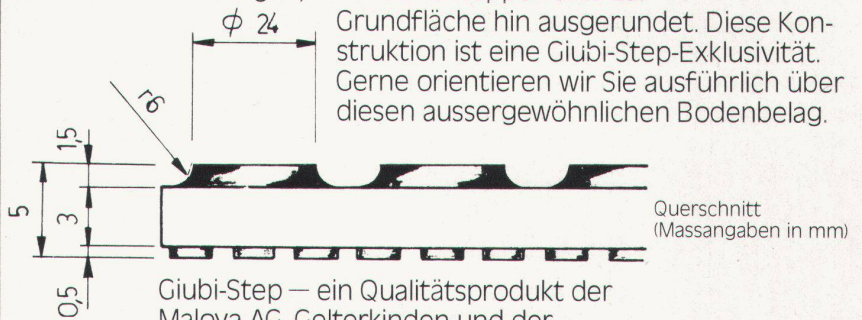 Grundfläche hin ausgerundet. Diese Kon-
struktion ist eine Giubi-Step-Exklusivität.
Gerne orientieren wir Sie ausführlich über
diesen aussergewöhnlichen Bodenbelag.
ϕ 24
r6
1,5
5
3
0,5
Querschnitt
(Massangaben in mm)
Giubi-Step — ein Qualitätsprodukt der
Maloya AG, Gelterkinden und der